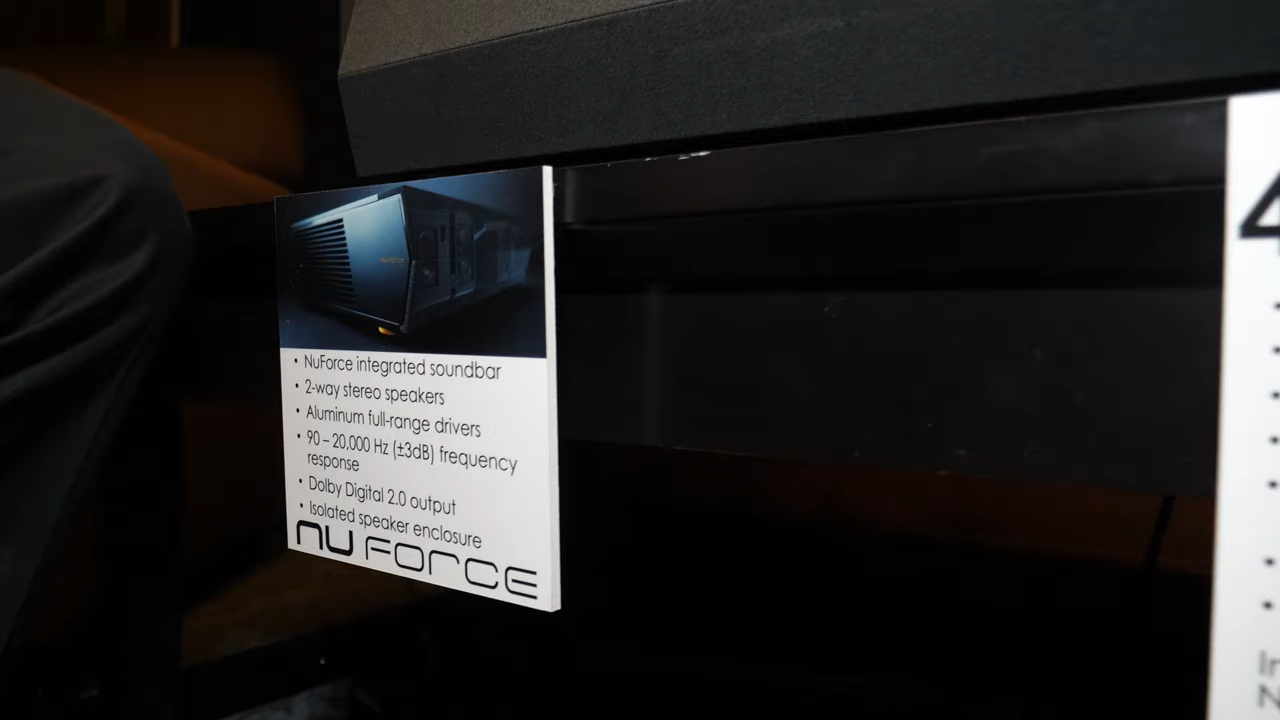 • NuForce integrated soundbar
• 2-way stereo speakers
• Aluminum full-range drivers
• 90 – 20,000 Hz (±3dB) frequency
response
• Dolby Digital 2.0 output
• Isolated speaker enclosure
nuForce
4